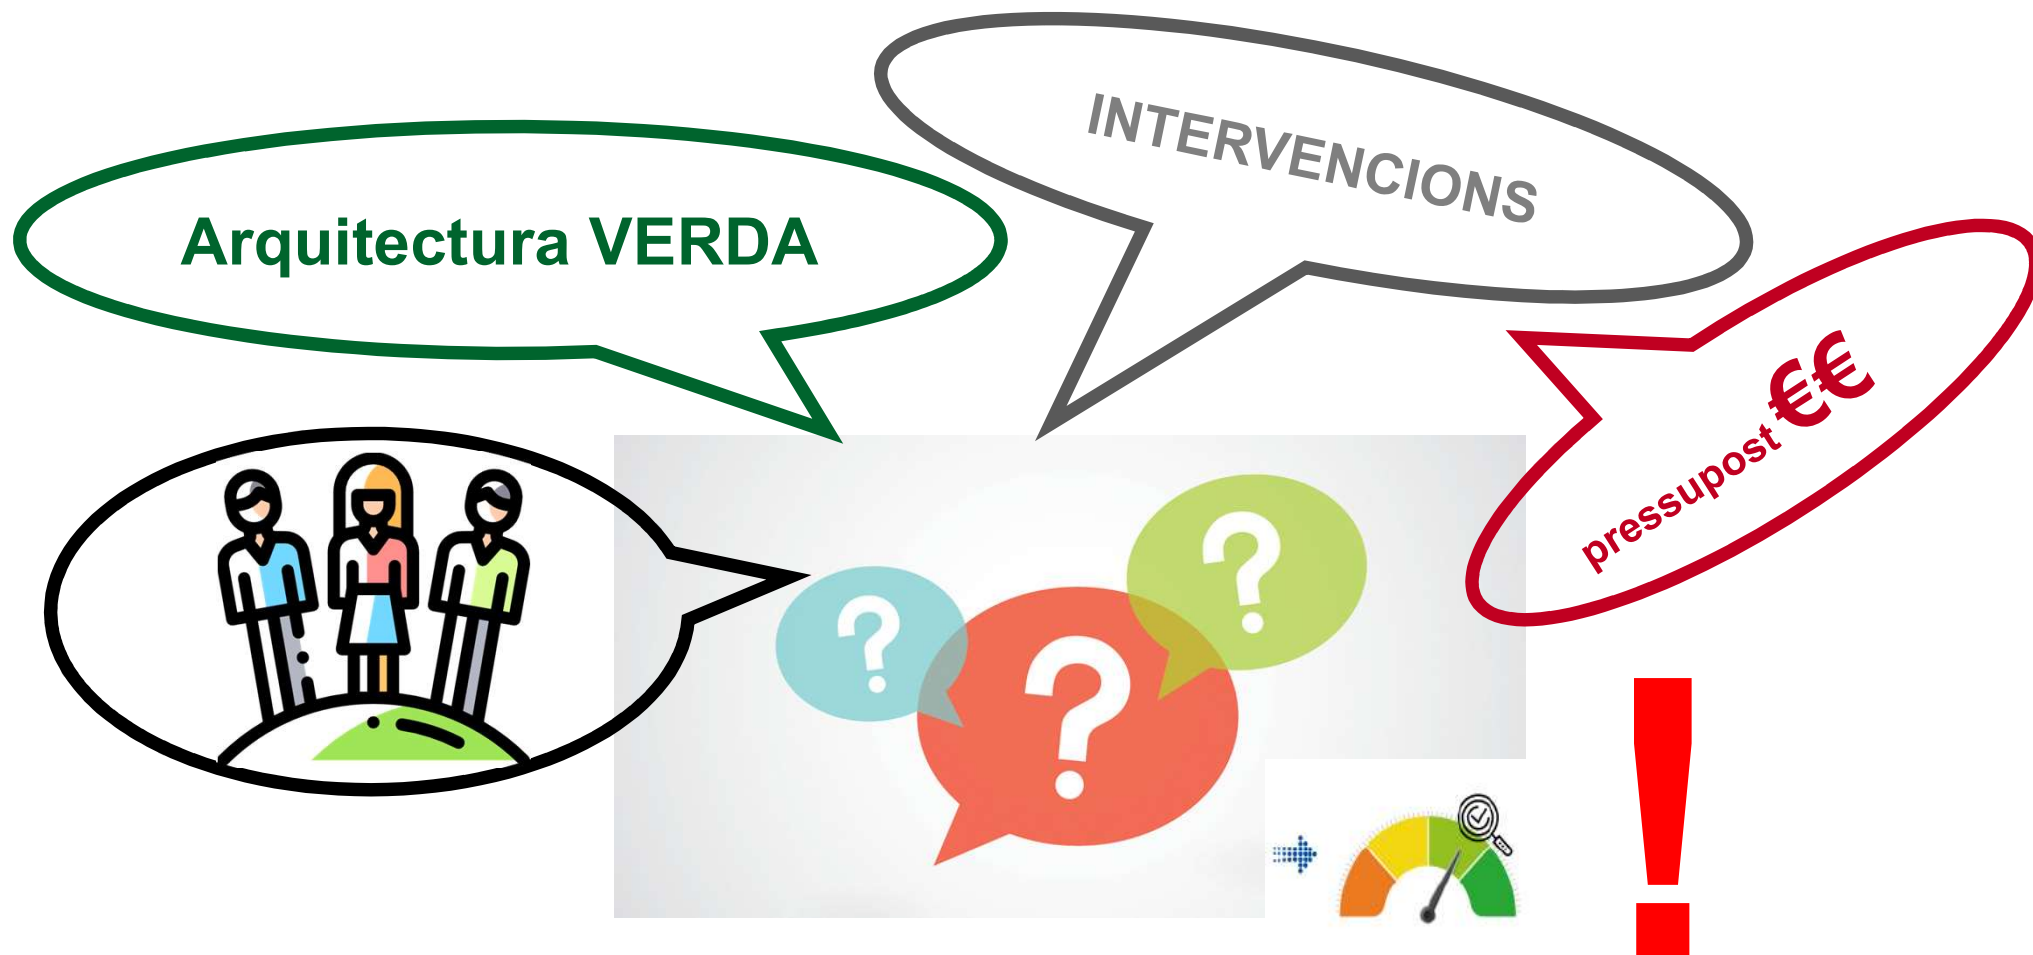 INTERVENCIONS
Arquitectura VERDA
pressupost €€
? ? ?
!